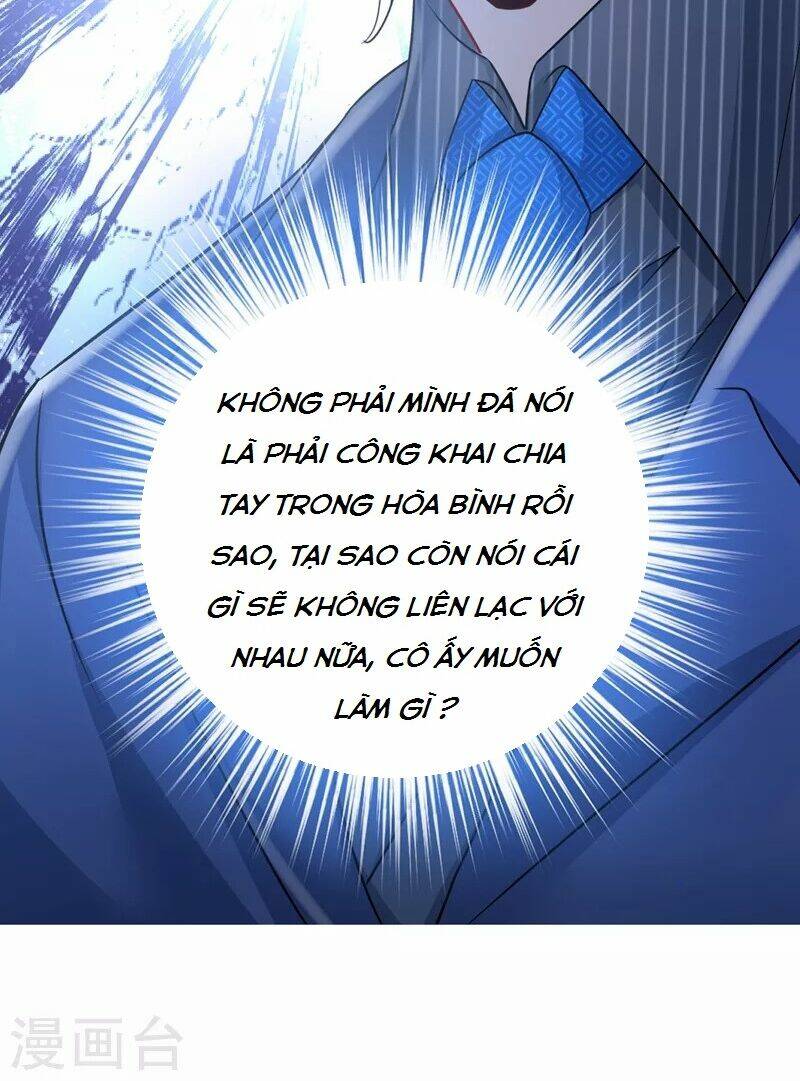 KHÔNG PHẢI MÌNH ĐÃ NÓI
LÀ PHẢI CÔNG KHAI CHIA
TAY TRONG HÒA BÌNH RỒI
SAO, TẠI SAO CÒN NÓI CÁI
GÌ SẼ KHÔNG LIÊN LẠC VỚI
NHAU NỮA, CÔ ẤY MUỐN
LÀM GÌ ?
漫画台